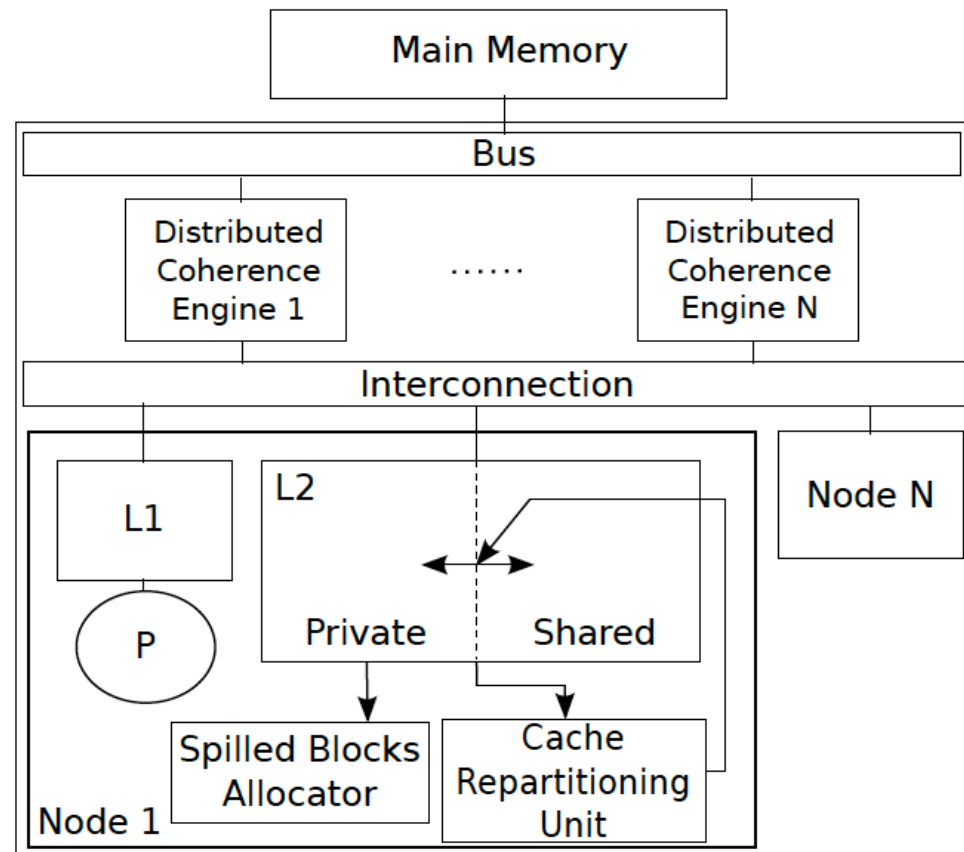 Main Memory
Bus
Distributed
Coherence
Engine 1
......
Distributed
Coherence
Engine N
Interconnection
L1
P
L2
Private
Shared
Node N
Spilled Blocks
Allocator
Cache
Repartitioning
Unit
Node 1